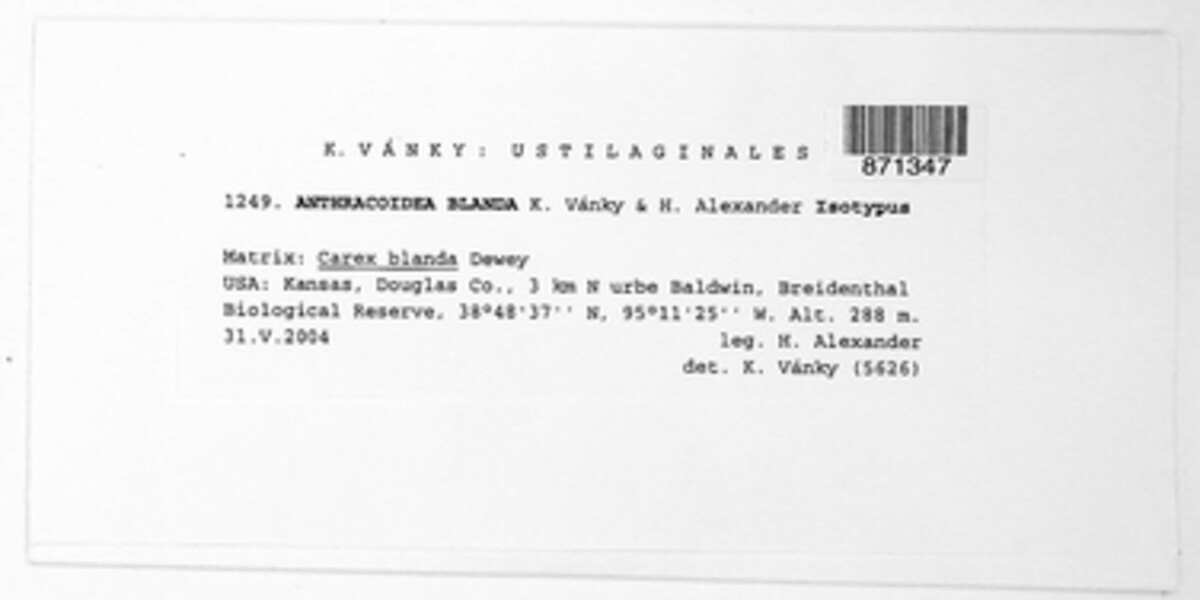 K. VÁNKY: USTILAGINALES
871347
1249. ANTHRACOIDEA BLANDA K. Vánky & H. Alexander Isotypus
Matrix: Carex blanda Dewey
USA: Kansas, Douglas Co., 3 km N urbe Baldwin, Breidenthal
Biological Reserve, 38°48'37'' N, 95°11'25'' W. Alt. 288 m.
31.V.2004
leg. H. Alexander
det. K. Vánky (5626)